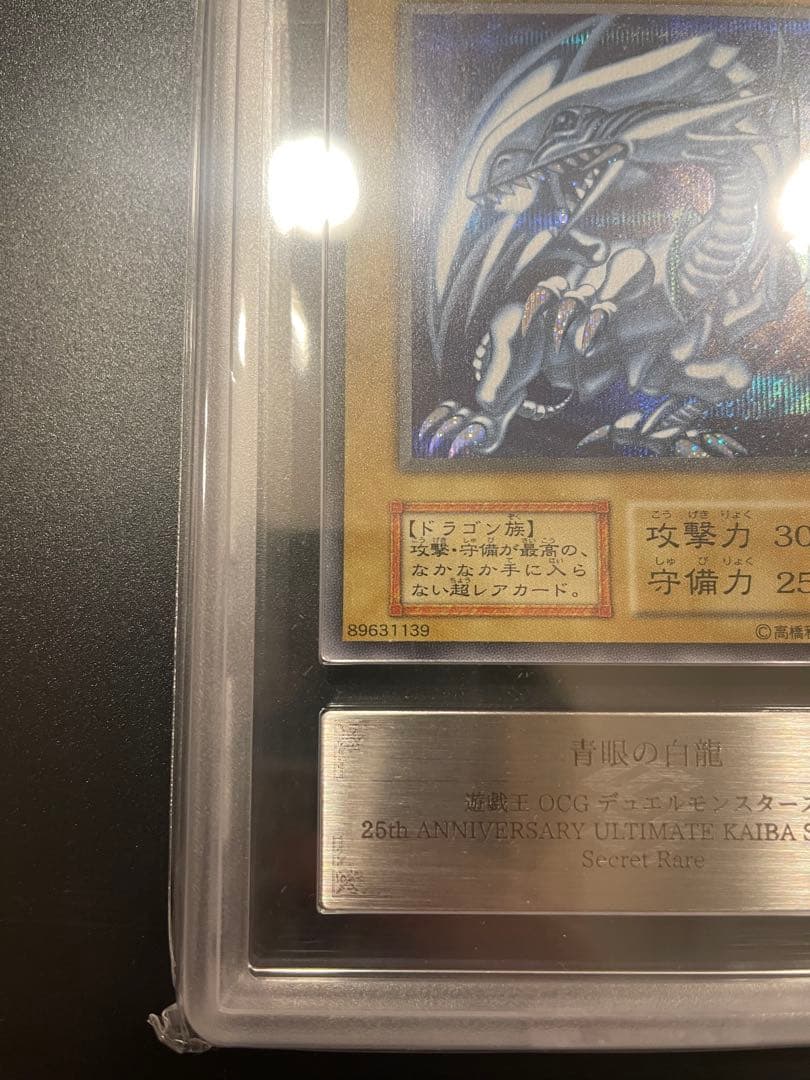 【ドラゴン族】
攻撃・守備が最高の、
なかなか手に入ら
ない超レアカード。
攻撃力 30
守備力 25
89631139
©高橋
青眼の白龍
遊戯王 OCG デュエルモンスターズ
25th ANNIVERSARY ULTIMATE KAIBA S
Secret Rare